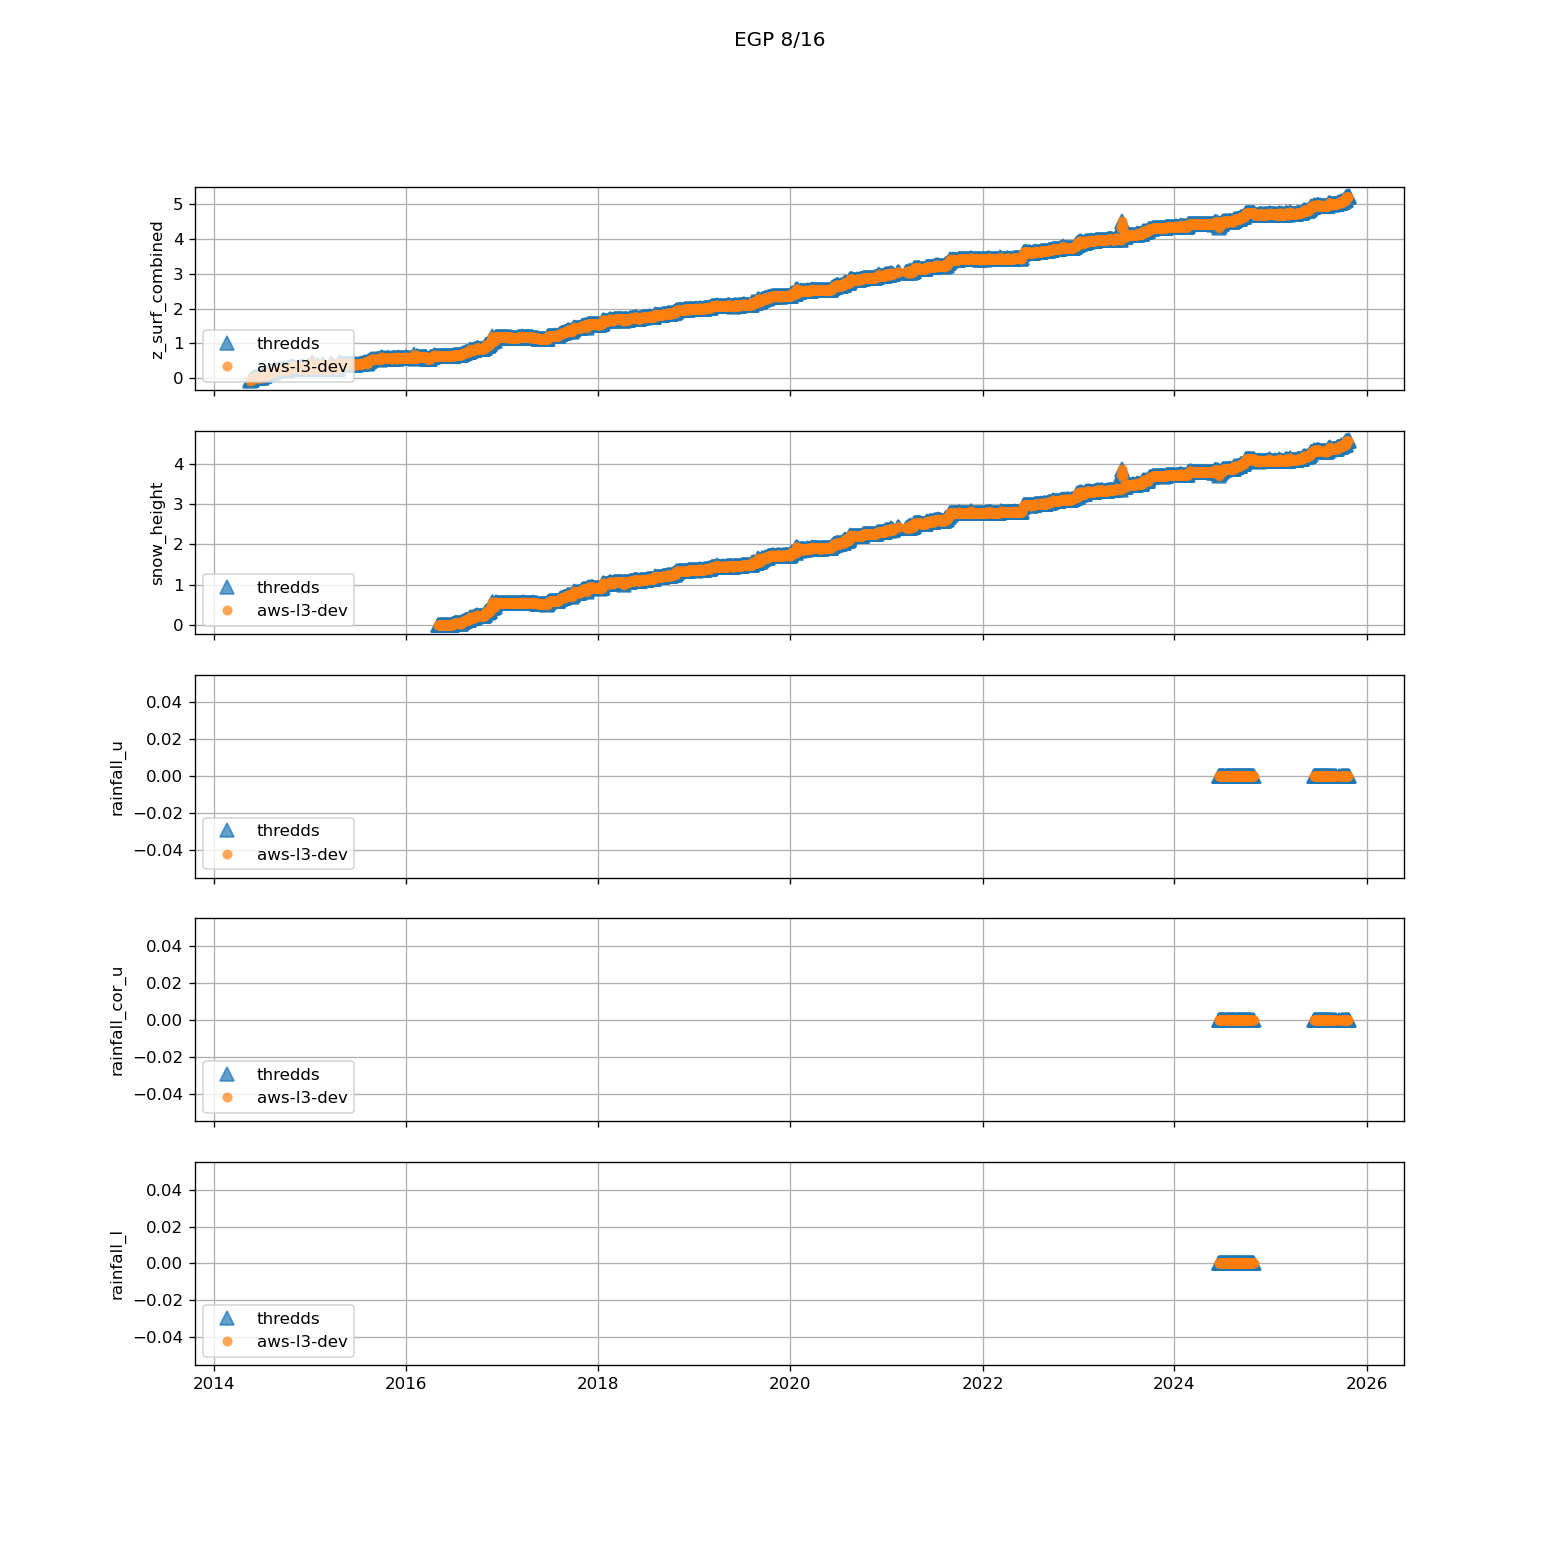 EGP 8/16
z_surf_combined
5
4
3
2
1
0
thredds
aws-l3-dev
snow_height
4
3
2
1
0
thredds
aws-l3-dev
rainfall_u
0.04
0.02
0.00
−0.02
−0.04
thredds
aws-l3-dev
rainfall_cor_u
0.04
0.02
0.00
−0.02
−0.04
thredds
aws-l3-dev
rainfall_l
0.04
0.02
0.00
−0.02
−0.04
thredds
aws-l3-dev
2014 2016 2018 2020 2022 2024 2026